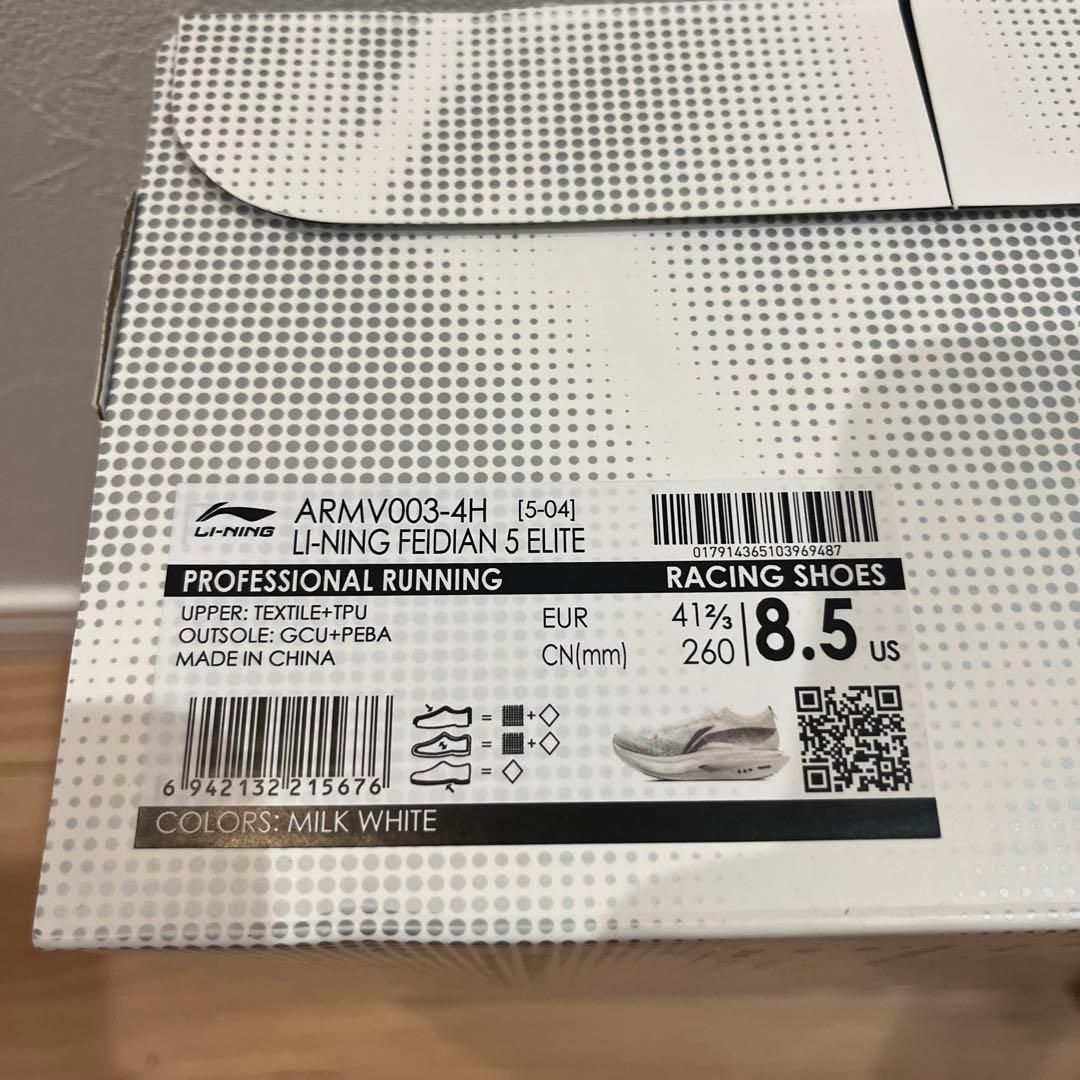 LI-NING
ARMV003-4H [5-04]
LI-NING FEIDIAN 5 ELITE
017914365103969487
PROFESSIONAL RUNNING RACING SHOES
UPPER: TEXTILE+TPU
OUTSOLE: GCU+PEBA
MADE IN CHINA
EUR 41⅔
CN(mm) 260
8.5 US
= +
= +
=
6 942132 215676
COLORS: MILK WHITE